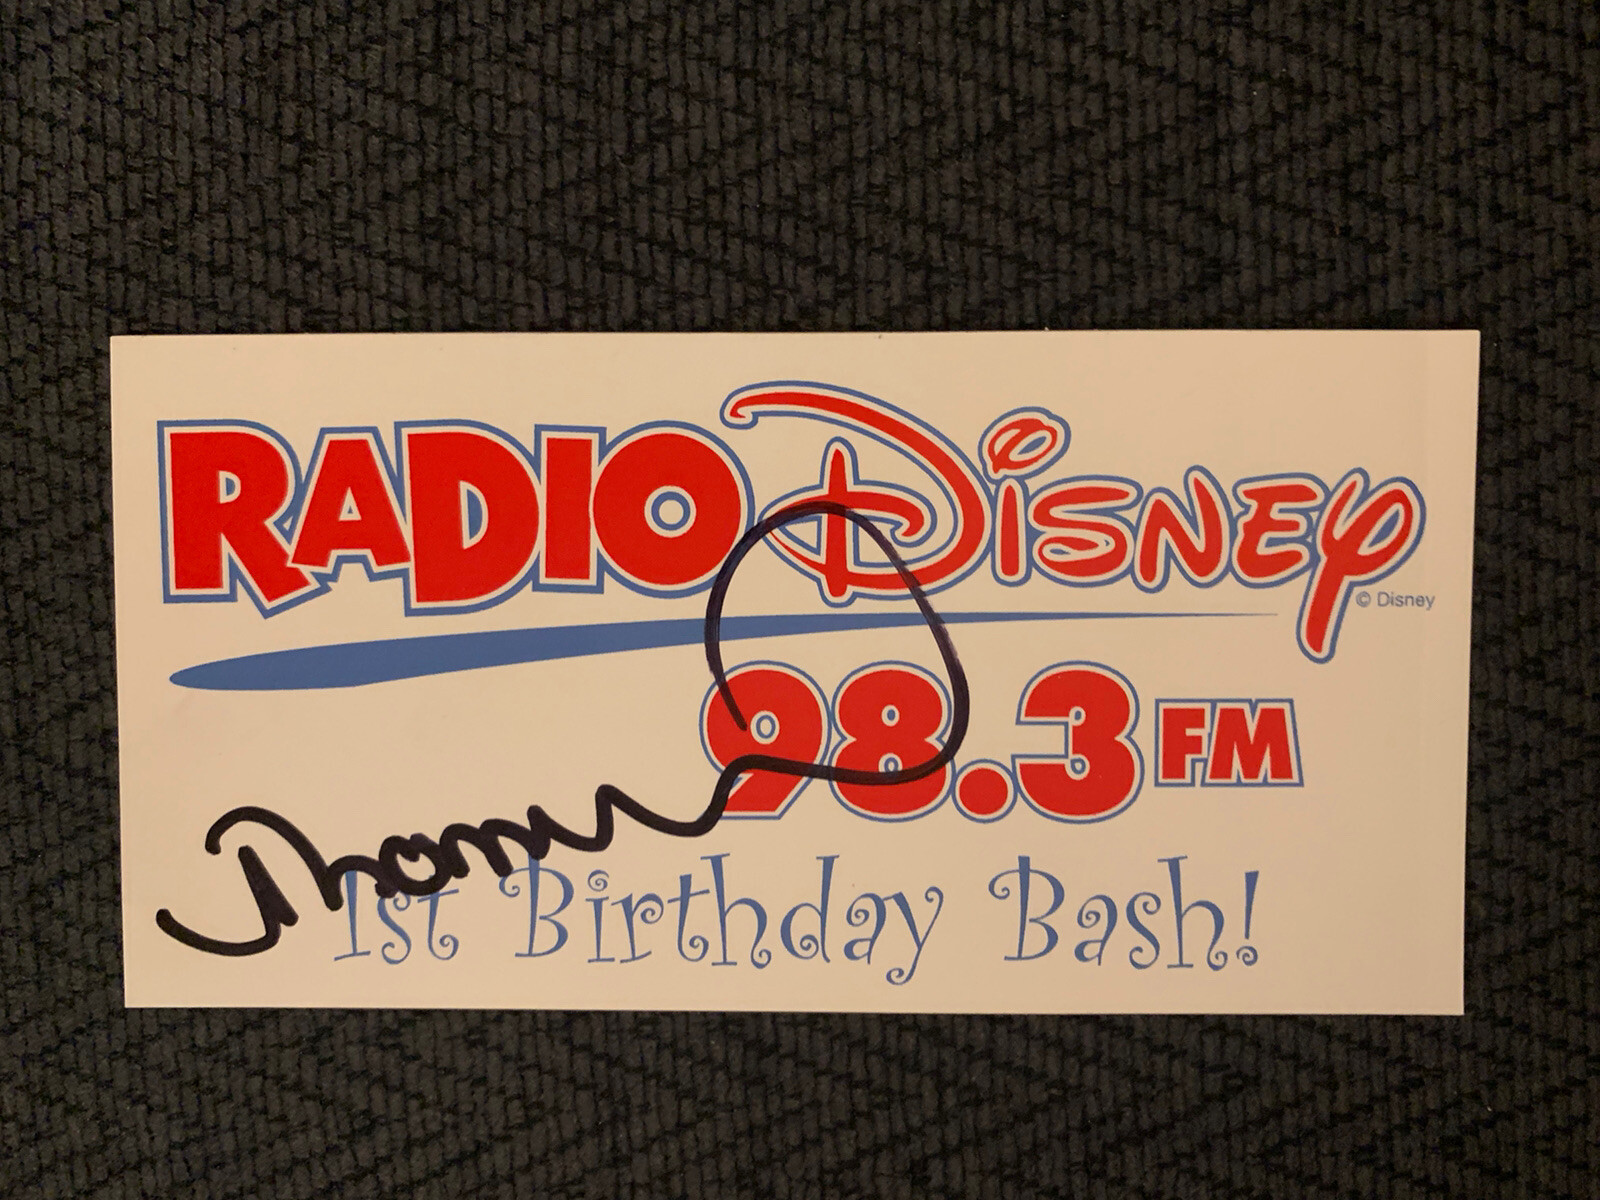 RADIO DISNEY
© Disney
98.3 FM
1st Birthday Bash!